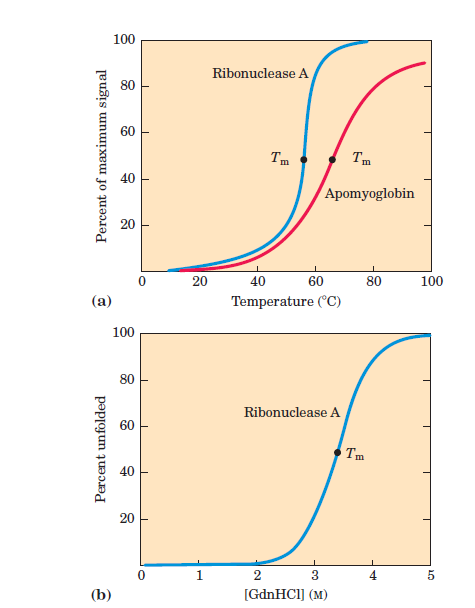 100
80
60
40
20
Percent of maximum signal
Ribonuclease A
Tm
Tm
Apomyoglobin
0 20 40 60 80 100
Temperature (°C)
(a)
100
80
60
40
20
Percent unfolded
Ribonuclease A
Tm
0 1 2 3 4 5
[GdnHCl] (M)
(b)